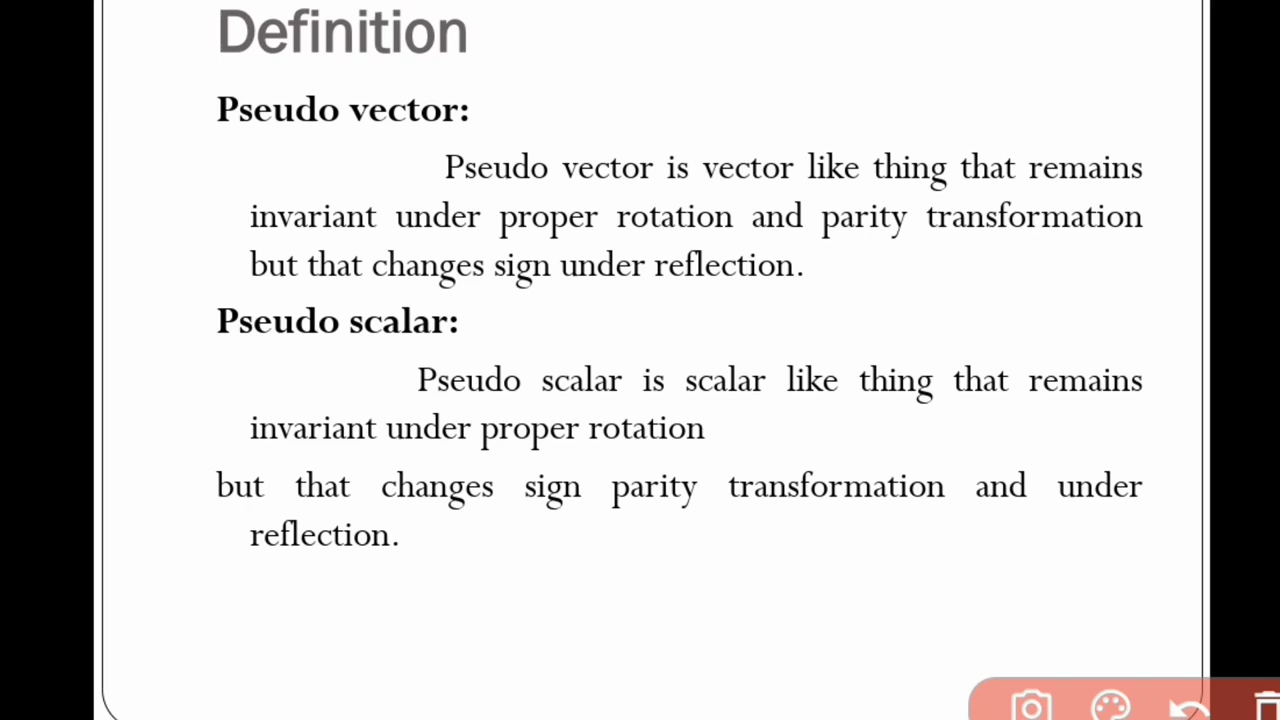 Definition
Pseudo vector:
Pseudo vector is vector like thing that remains
invariant under proper rotation and parity transformation
but that changes sign under reflection.
Pseudo scalar:
Pseudo scalar is scalar like thing that remains
invariant under proper rotation
but that changes sign parity transformation and under
reflection.